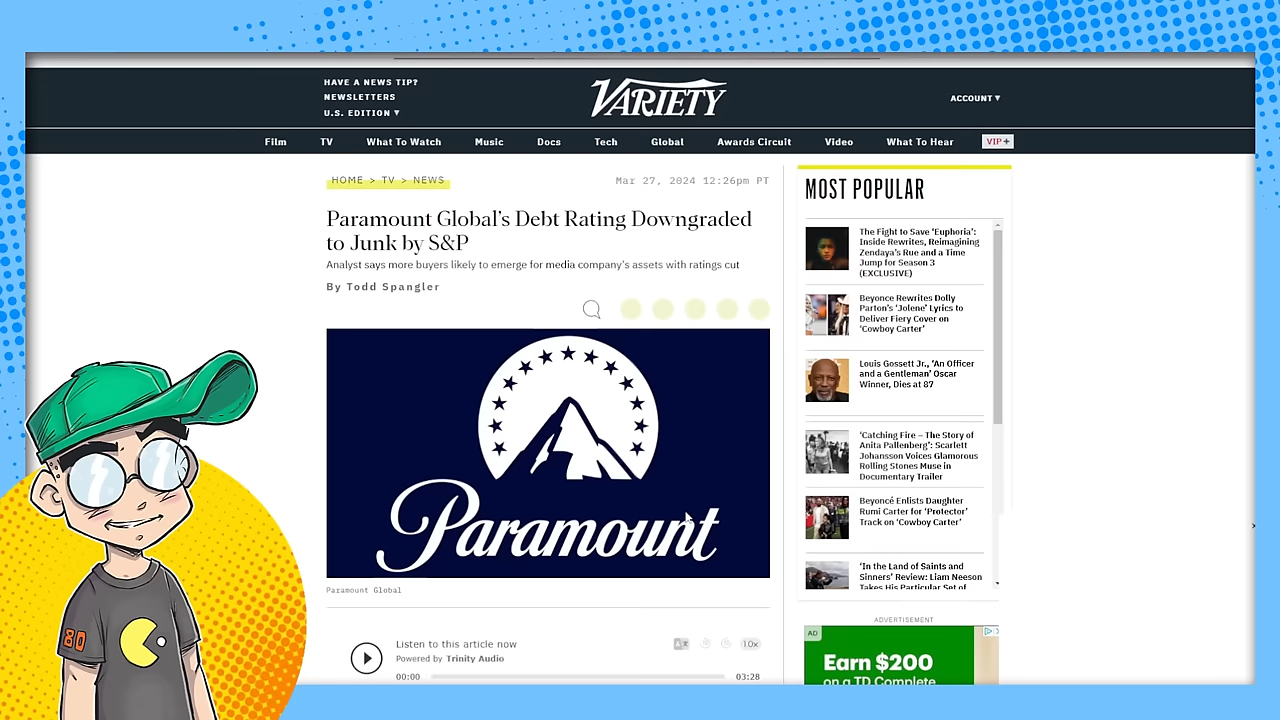 HAVE A NEWS TIP?
NEWSLETTERS
U.S. EDITION ▾
VARIETY
ACCOUNT ▾
Film TV What To Watch Music Docs Tech Global Awards Circuit Video What To Hear VIP+
HOME > TV > NEWS
Mar 27, 2024 12:26pm PT
Paramount Global’s Debt Rating Downgraded
to Junk by S&P
Analyst says more buyers likely to emerge for media company's assets with ratings cut
By Todd Spangler
Paramount
Paramount Global
Listen to this article now
Powered by Trinity Audio
1.0x
00:00
03:28
MOST POPULAR
The Fight to Save ‘Euphoria’:
Inside Rewrites, Reimagining
Zendaya’s Rue and a Time
Jump for Season 3
(EXCLUSIVE)
Beyonce Rewrites Dolly
Parton’s ‘Jolene’ Lyrics to
Deliver Fiery Cover on
‘Cowboy Carter’
Louis Gossett Jr., ‘An Officer
and a Gentleman’ Oscar
Winner, Dies at 87
‘Catching Fire – The Story of
Anita Pallenberg’: Scarlett
Johansson Voices Glamorous
Rolling Stones Muse in
Documentary Trailer
Beyoncé Enlists Daughter
Rumi Carter for ‘Protector’
Track on ‘Cowboy Carter’
‘In the Land of Saints and
Sinners’ Review: Liam Neeson
Takes His Particular Set of
ADVERTISEMENT
AD
Earn $200
on a TD Complete
80